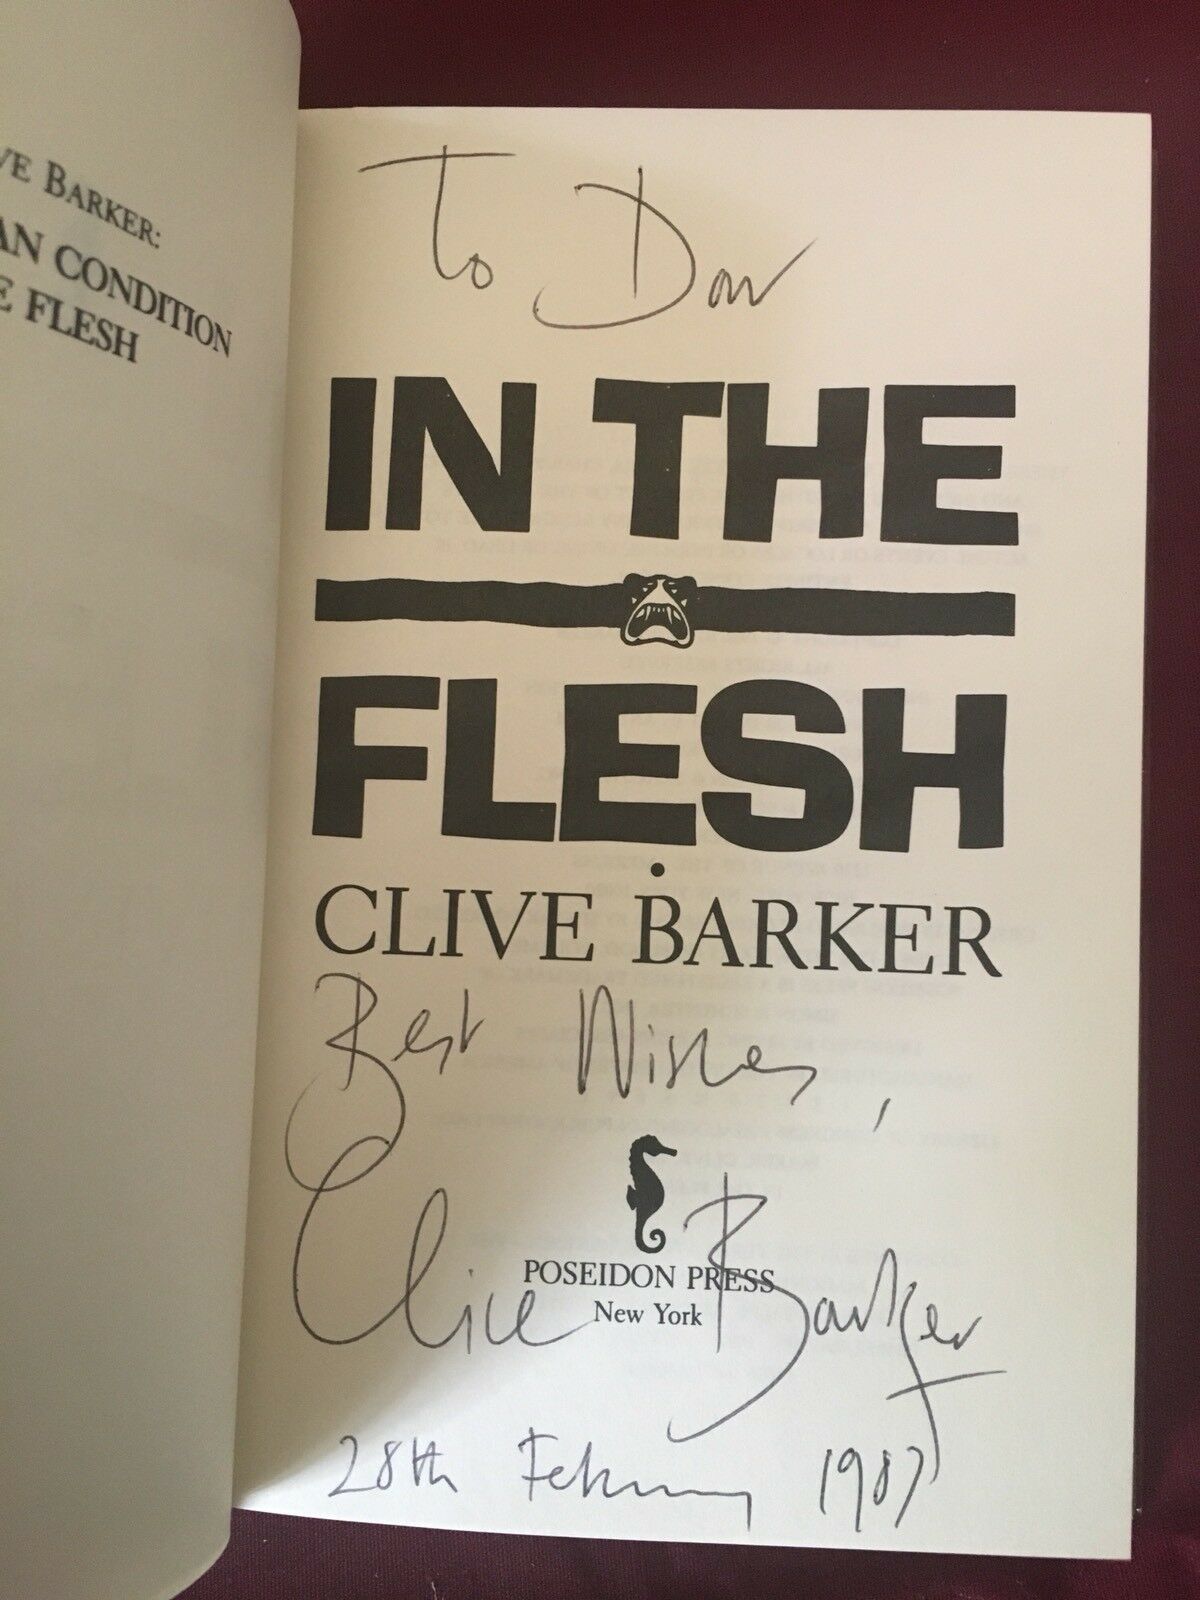 VE BARKER:
AN CONDITION
E FLESH
To Don
IN THE
FLESH
CLIVE BARKER
Best Wishes,
POSEIDON PRESS
New York
Clive Barker
28th February 1987